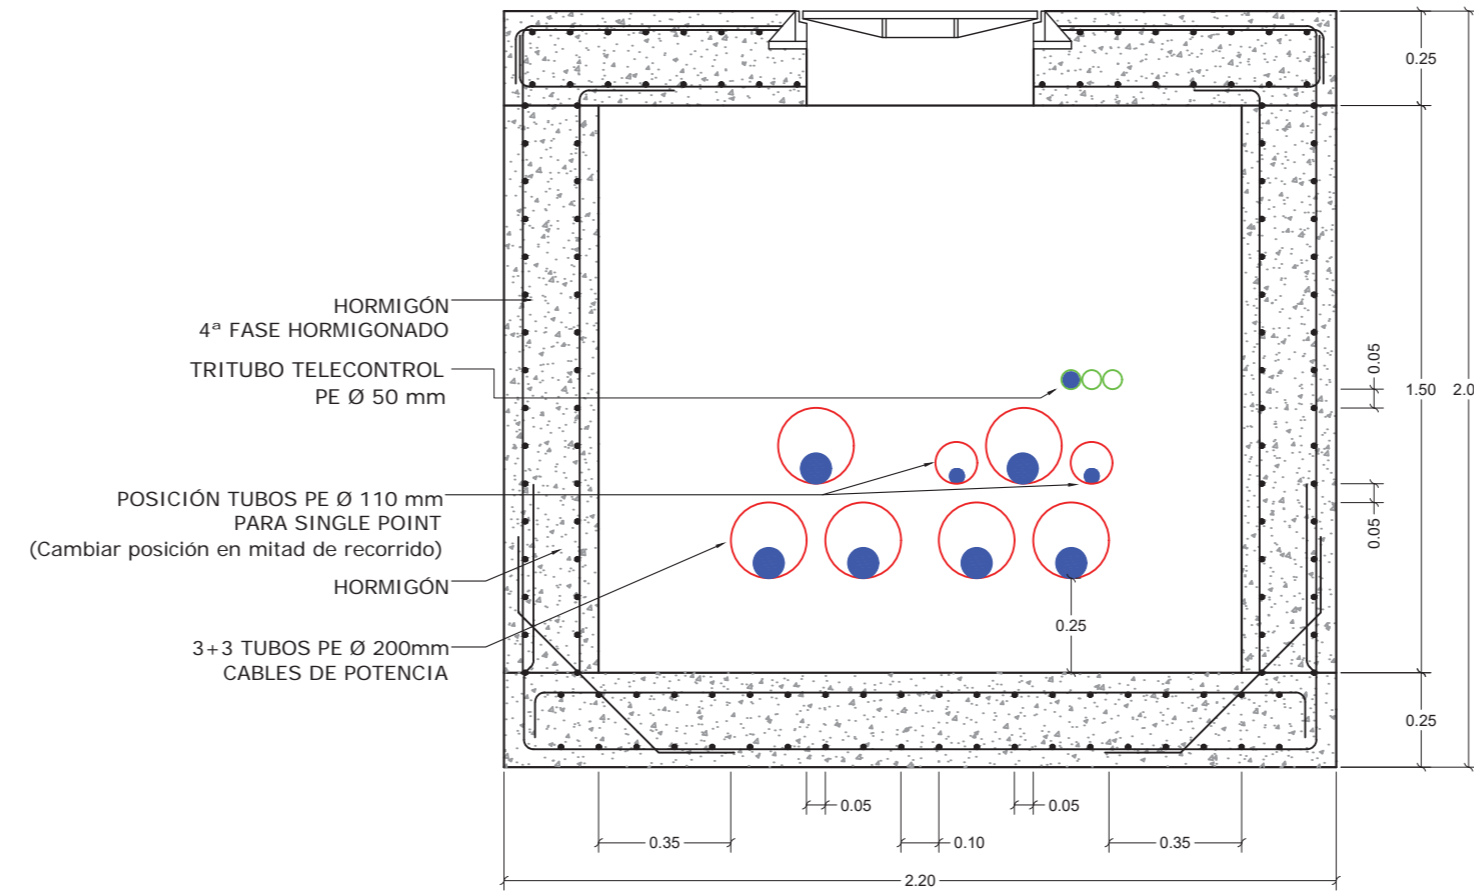 0.25
HORMIGÓN
4ª FASE HORMIGONADO
TRITUBO TELECONTROL
PE Ø 50 mm
0.05
1.50
2.0
POSICIÓN TUBOS PE Ø 110 mm
PARA SINGLE POINT
(Cambiar posición en mitad de recorrido)
0.05
HORMIGÓN
0.25
3+3 TUBOS PE Ø 200mm
CABLES DE POTENCIA
0.25
0.05
0.05
0.35
0.10
0.35
2.20